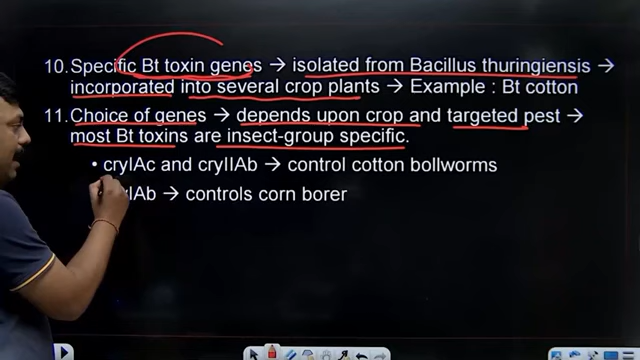 10. Specific Bt toxin genes → isolated from Bacillus thuringiensis →
incorporated into several crop plants → Example : Bt cotton
11. Choice of genes → depends upon crop and targeted pest →
most Bt toxins are insect-group specific.
• cryIAc and cryIIAb → control cotton bollworms
IAb → controls corn borer